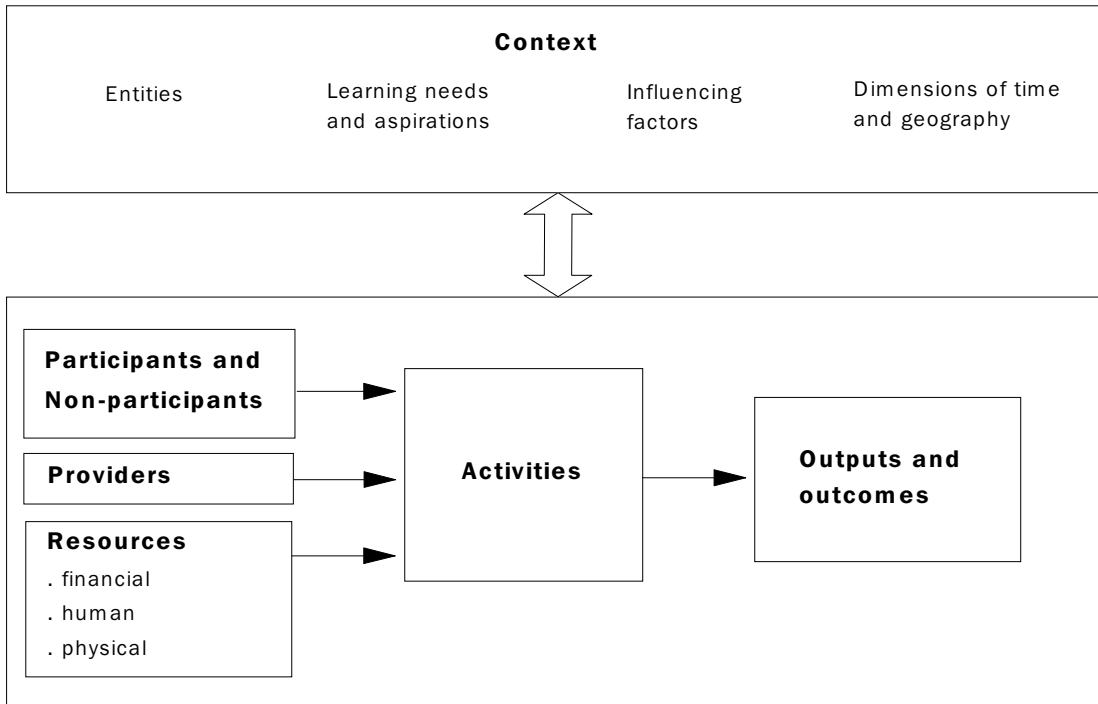 Context
Entities
Learning needs
and aspirations
Influencing
factors
Dimensions of time
and geography
Participants and
Non-participants
Providers
Resources
. financial
. human
. physical
Activities
Outputs and
outcomes